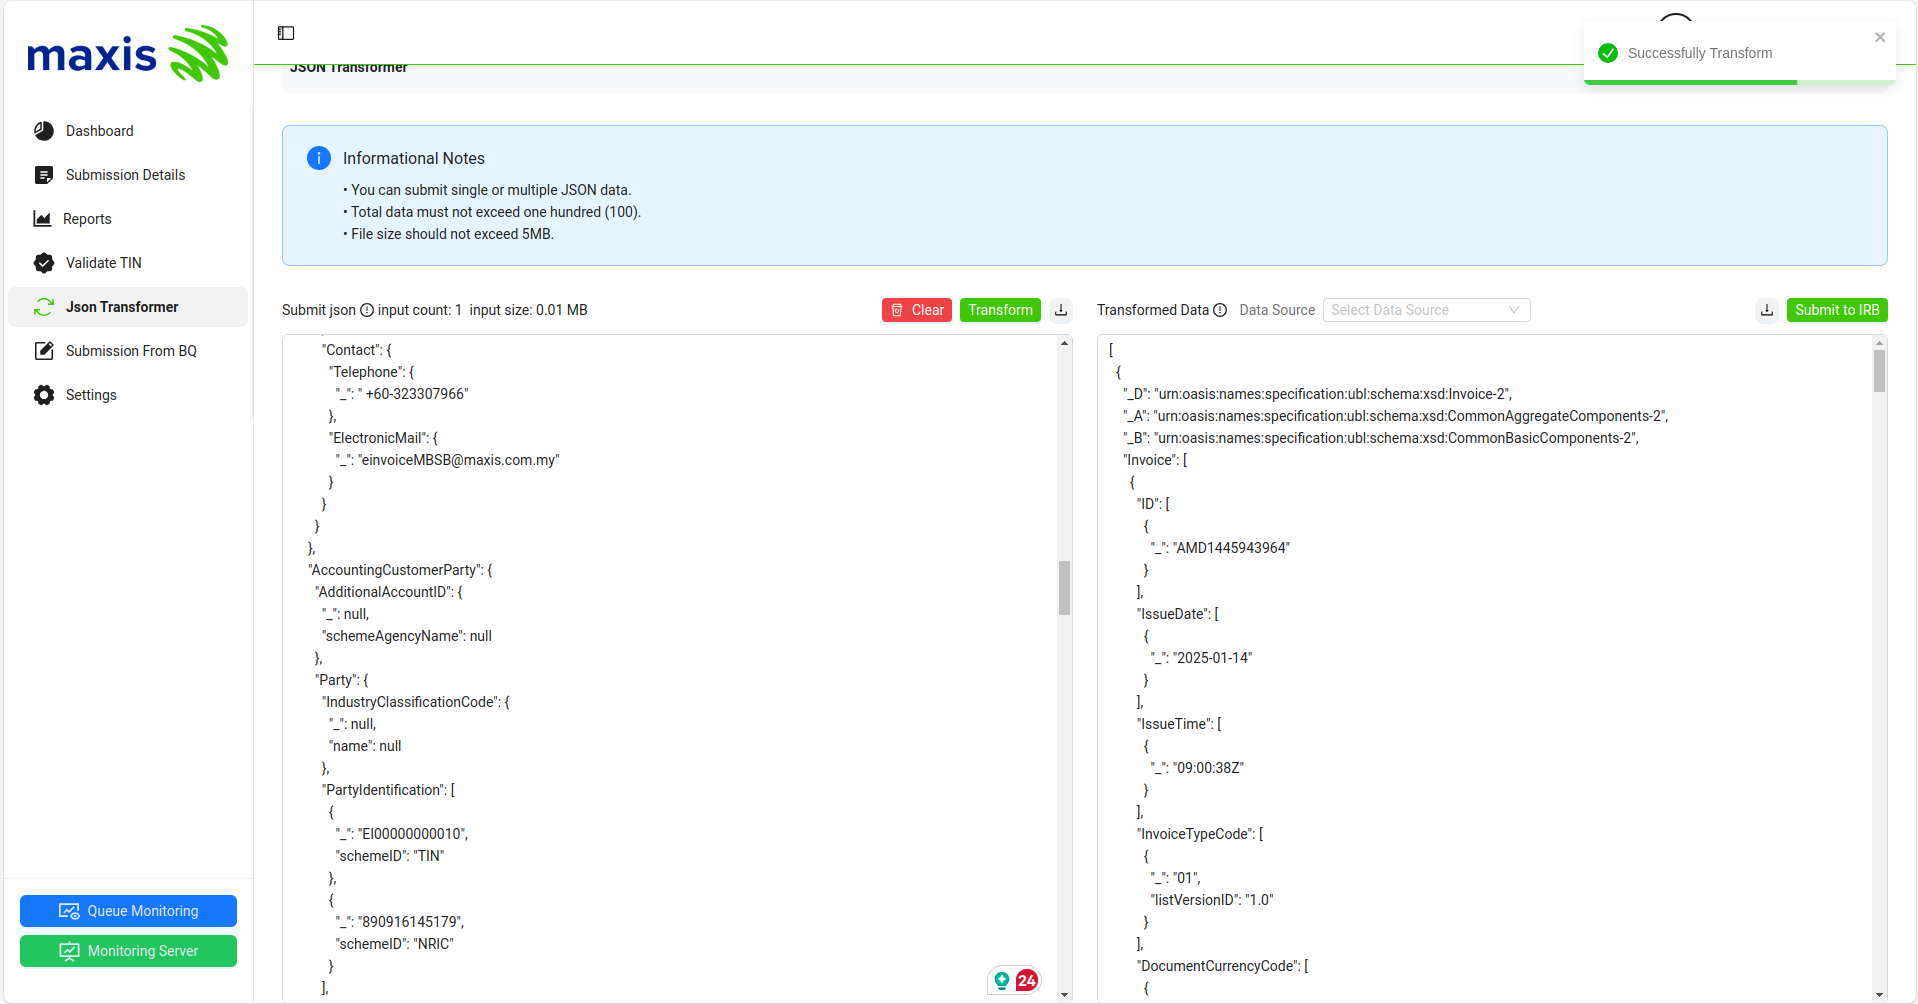 maxis
Dashboard
Submission Details
Reports
Validate TIN
Json Transformer
Submission From BQ
Settings
Queue Monitoring
Monitoring Server
JSON Transformer
Successfully Transform
Informational Notes
• You can submit single or multiple JSON data.
• Total data must not exceed one hundred (100).
• File size should not exceed 5MB.
Submit json input count: 1 input size: 0.01 MB
Clear
Transform
"Contact": {
"Telephone": {
"_": " +60-323307966"
},
"ElectronicMail": {
"_": "einvoiceMBSB@maxis.com.my"
}
}
}
},
"AccountingCustomerParty": {
"AdditionalAccountID": {
"_": null,
"schemeAgencyName": null
},
"Party": {
"IndustryClassificationCode": {
"_": null,
"name": null
},
"PartyIdentification": [
{
"_": "EI00000000010",
"schemeID": "TIN"
},
{
"_": "890916145179",
"schemeID": "NRIC"
}
],
24
Transformed Data Data Source Select Data Source
Submit to IRB
[
{
"_D": "urn:oasis:names:specification:ubl:schema:xsd:Invoice-2",
"_A": "urn:oasis:names:specification:ubl:schema:xsd:CommonAggregateComponents-2",
"_B": "urn:oasis:names:specification:ubl:schema:xsd:CommonBasicComponents-2",
"Invoice": [
{
"ID": [
{
"_": "AMD1445943964"
}
],
"IssueDate": [
{
"_": "2025-01-14"
}
],
"IssueTime": [
{
"_": "09:00:38Z"
}
],
"InvoiceTypeCode": [
{
"_": "01",
"listVersionID": "1.0"
}
],
"DocumentCurrencyCode": [
{